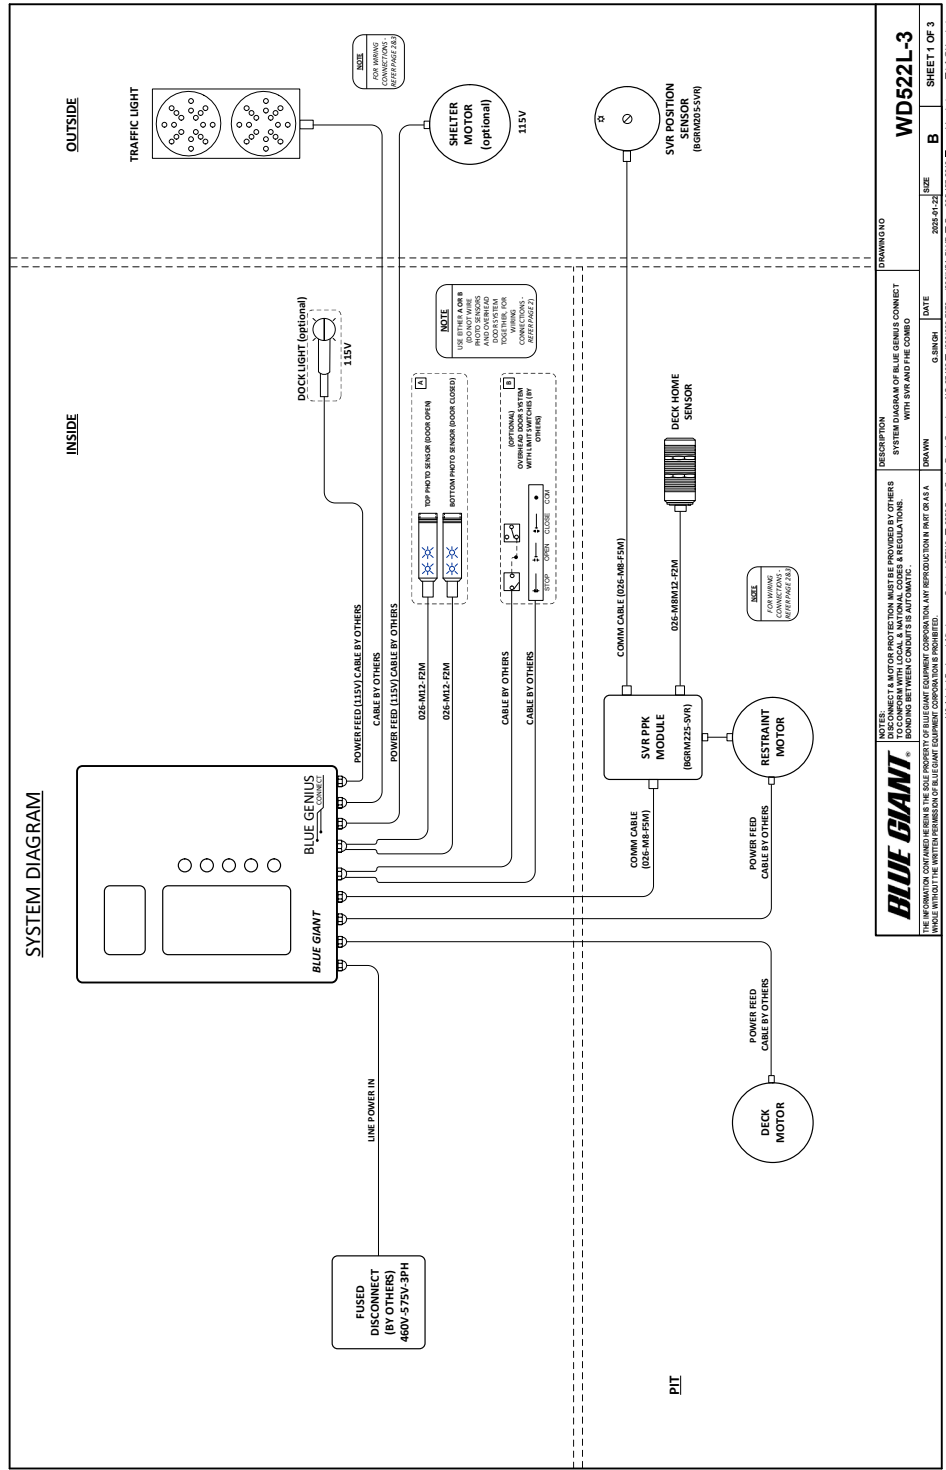 SYSTEM DIAGRAM
INSIDE
OUTSIDE
TRAFFIC LIGHT
NOTE
FOR WIRING
CONNECTIONS -
REFER PAGE 2&3
SHELTER
MOTOR
(optional)
115V
DOCK LIGHT (optional)
115V
BLUE GIANT
BLUE GENIUS
CONNECT
POWER FEED (115V) CABLE BY OTHERS
CABLE BY OTHERS
POWER FEED (115V) CABLE BY OTHERS
026-M12-F2M
026-M12-F2M
TOP PHOTO SENSOR (DOOR OPEN)
BOTTOM PHOTO SENSOR (DOOR CLOSED)
A
NOTE
USE EITHER A OR B
(DO NOT WIRE
PHOTO SENSORS
AND OVERHEAD
DOOR SYSTEM
TOGETHER, FOR
WIRING
CONNECTIONS -
REFER PAGE 2)
CABLE BY OTHERS
CABLE BY OTHERS
B
(OPTIONAL)
OVERHEAD DOOR SYSTEM
WITH LIMIT SWITCHES (BY
OTHERS)
STOP OPEN CLOSE COM
LINE POWER IN
FUSED
DISCONNECT
(BY OTHERS)
460V-575V-3PH
SVR POSITION
SENSOR
(BGRM205-SVR)
COMM CABLE (026-M8-F5M)
DECK HOME
SENSOR
026-M8M12-F2M
SVR PPK
MODULE
(BGRM225-SVR)
COMM CABLE
(026-M8-F5M)
RESTRAINT
MOTOR
POWER FEED
CABLE BY OTHERS
NOTE
FOR WIRING
CONNECTIONS -
REFER PAGE 2&3
POWER FEED
CABLE BY OTHERS
DECK
MOTOR
PIT
BLUE GIANT®
NOTES:
DISCONNECT & MOTOR PROTECTION MUST BE PROVIDED BY OTHERS
TO CONFORM WITH LOCAL & NATIONAL CODES & REGULATIONS.
BONDING BETWEEN CONDUITS IS AUTOMATIC.
THE INFORMATION CONTAINED HEREIN IS THE SOLE PROPERTY OF BLUE GIANT EQUIPMENT CORPORATION. ANY REPRODUCTION IN PART OR AS A
WHOLE WITHOUT THE WRITTEN PERMISSION OF BLUE GIANT EQUIPMENT CORPORATION IS PROHIBITED.
DESCRIPTION
SYSTEM DIAGRAM OF BLUE GENIUS CONNECT
WITH SVR AND FHE COMBO
DRAWN
G.SINGH
DATE
2025-01-22
DRAWING NO
WD522L-3
SIZE
B
SHEET 1 OF 3